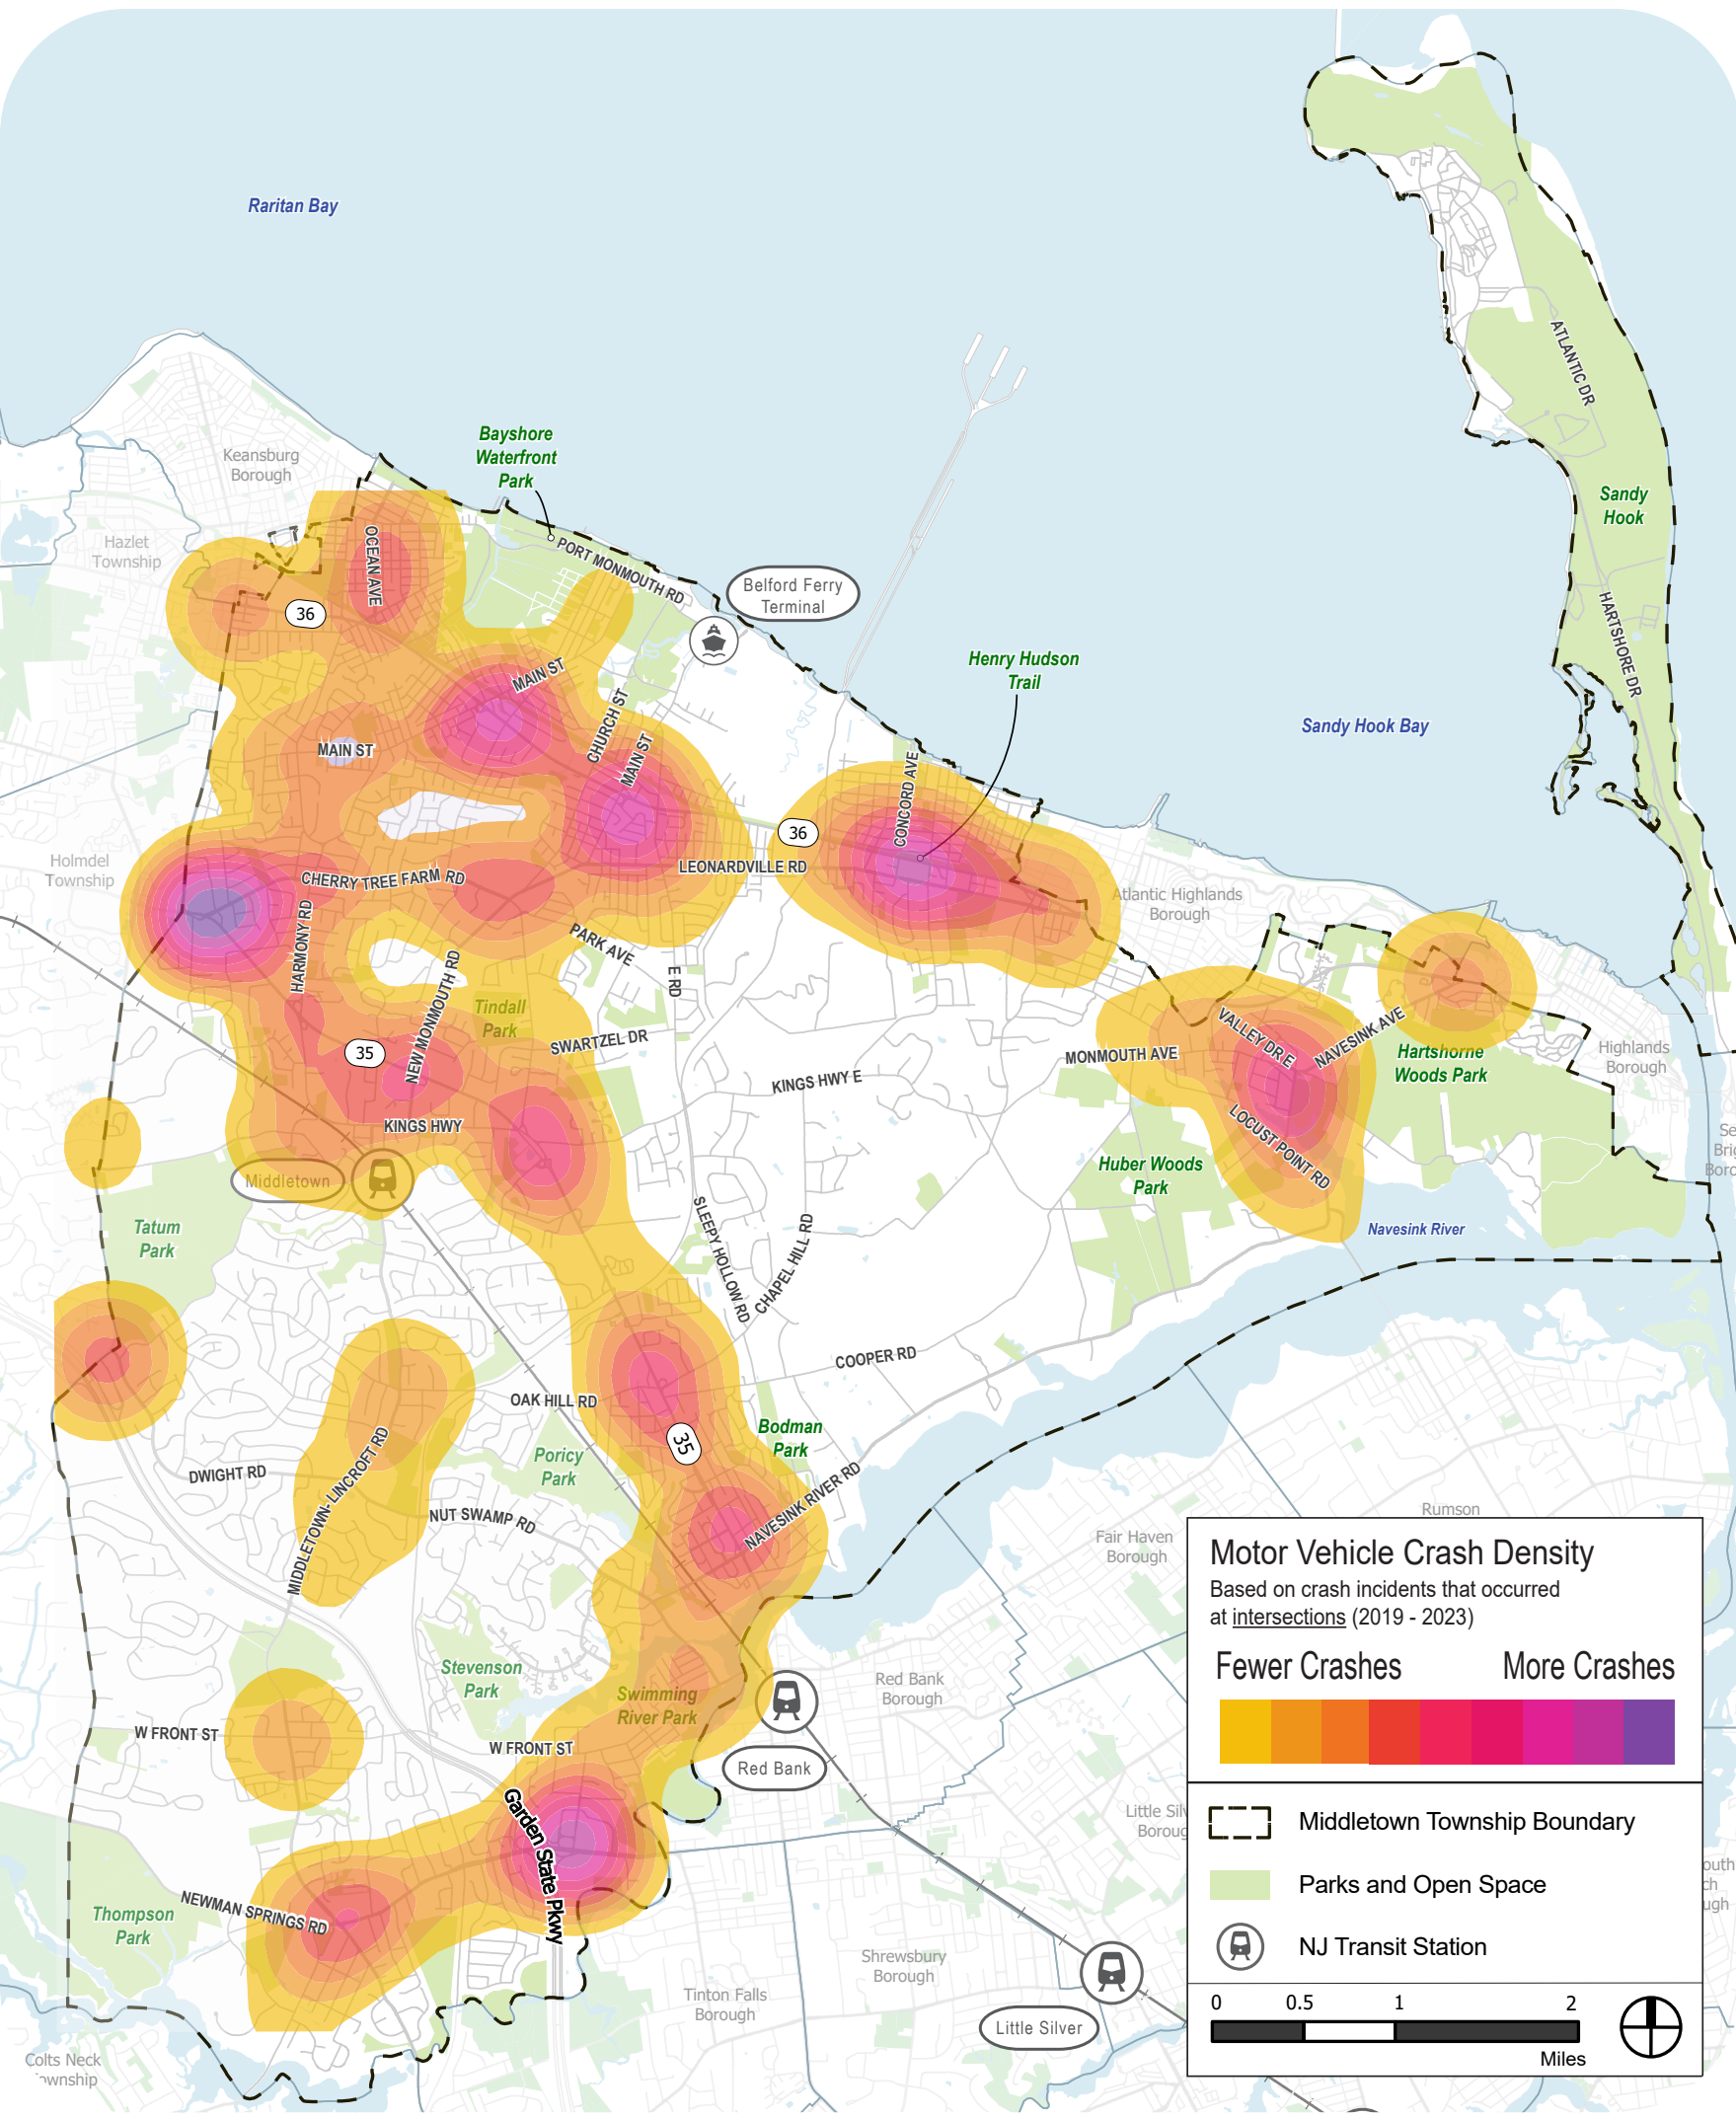 Raritan Bay
Keansburg
Borough
Bayshore
Waterfront
Park
Hazlet
Township
OCEAN AVE
PORT MONMOUTH RD
36
Belford Ferry
Terminal
Henry Hudson
Trail
Sandy Hook Bay
ATLANTIC DR
Sandy
Hook
HARTSHORE DR
MAIN ST
CHURCH ST
MAIN ST
MAIN ST
CONCORD AVE
36
LEONARDVILLE RD
Holmdel
Township
CHERRY TREE FARM RD
HARMONY RD
PARK AVE
E RD
NEW MONMOUTH RD
Tindall
Park
Atlantic Highlands
Borough
35
SWARTZEL DR
KINGS HWY E
MONMOUTH AVE
VALLEY DR E
NAVESINK AVE
Hartshorne
Woods Park
Highlands
Borough
KINGS HWY
LOCUST POINT RD
Huber Woods
Park
Middletown
Navesink River
Tatum
Park
SLEEPY HOLLOW RD
CHAPEL HILL RD
COOPER RD
OAK HILL RD
35
Bodman
Park
Poricy
Park
DWIGHT RD
MIDDLETOWN- LINCROFT RD
NUT SWAMP RD
NAVESINK RIVER RD
Fair Haven
Borough
Rumson
Stevenson
Park
Swimming
River Park
Red Bank
Borough
W FRONT ST
W FRONT ST
Red Bank
Garden State Pkwy
NEWMAN SPRINGS RD
Thompson
Park
Shrewsbury
Borough
Tinton Falls
Borough
Little Silver
Colts Neck
Motor Vehicle Crash Density
Based on crash incidents that occurred
at intersections (2019 - 2023)
Fewer Crashes More Crashes
Middletown Township Boundary
Parks and Open Space
NJ Transit Station
0 0.5 1 2
Miles